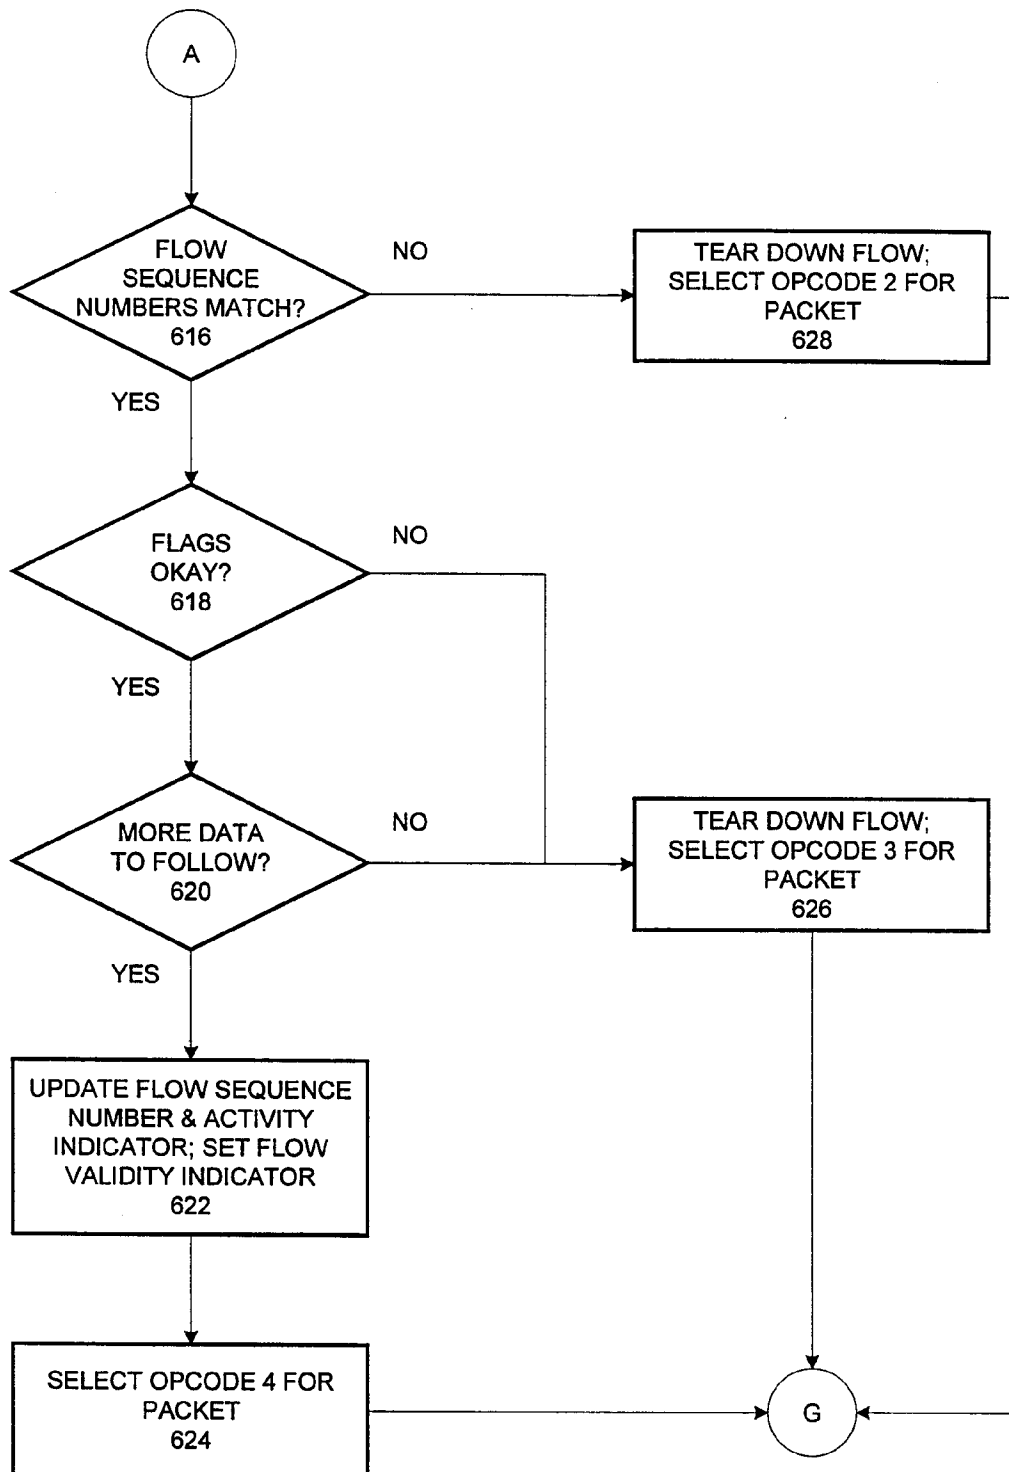 A
FLOW
SEQUENCE
NUMBERS MATCH?
616
NO
TEAR DOWN FLOW;
SELECT OPCODE 2 FOR
PACKET
628
YES
FLAGS
OKAY?
618
NO
YES
MORE DATA
TO FOLLOW?
620
NO
TEAR DOWN FLOW;
SELECT OPCODE 3 FOR
PACKET
626
YES
UPDATE FLOW SEQUENCE
NUMBER & ACTIVITY
INDICATOR; SET FLOW
VALIDITY INDICATOR
622
SELECT OPCODE 4 FOR
PACKET
624
G